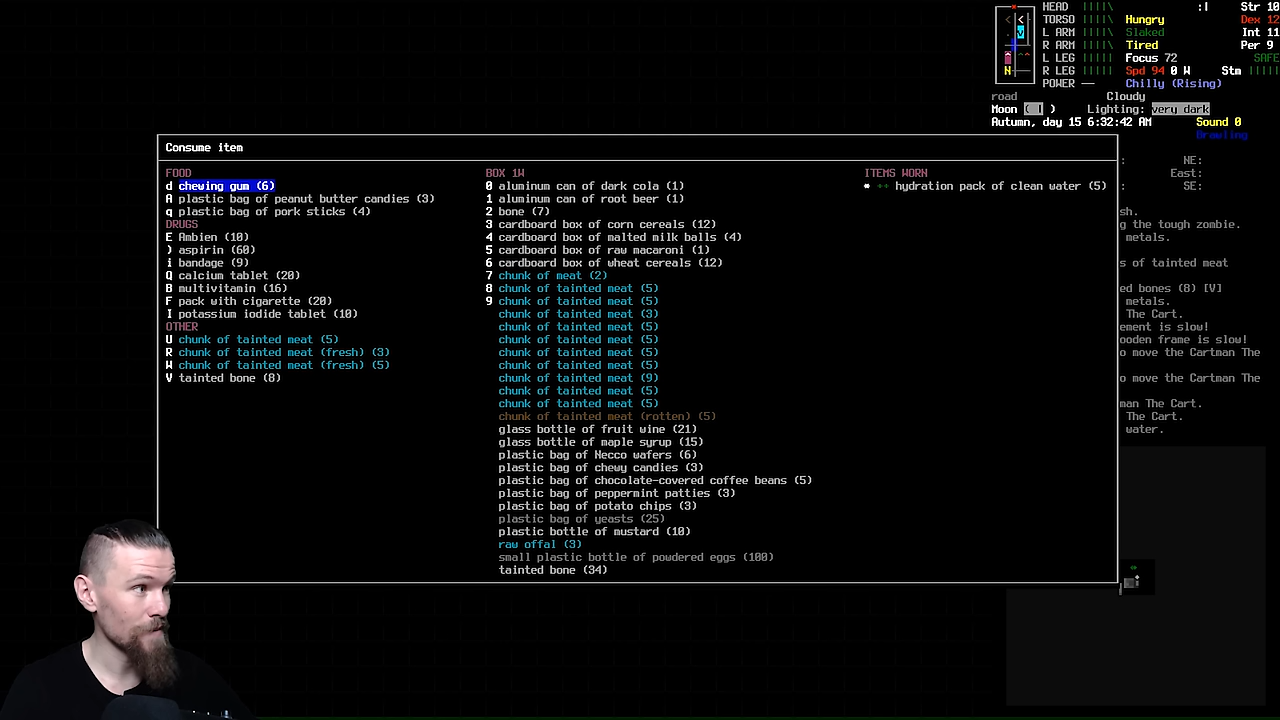 HEAD ||||\ :| Str 10
TORSO ||||\ Hungry Dex 12
L ARM ||||\ Slaked Int 11
R ARM ||||\ Tired Per 9
L LEG ||||| Focus 72 SAFE
R LEG ||||| Spd 94 0 W Stm |||||
POWER -- Chilly (Rising)
N
road Cloudy
Moon ( | ) Lighting: very dark
Autumn, day 15 6:32:42 AM Sound 0
Brawling
Consume item
FOOD
d chewing gum (6)
A plastic bag of peanut butter candies (3)
q plastic bag of pork sticks (4)
DRUGS
E Ambien (10)
) aspirin (60)
i bandage (9)
Q calcium tablet (20)
B multivitamin (16)
F pack with cigarette (20)
I potassium iodide tablet (10)
OTHER
U chunk of tainted meat (5)
R chunk of tainted meat (fresh) (3)
W chunk of tainted meat (fresh) (5)
V tainted bone (8)
BOX 1W
0 aluminum can of dark cola (1)
1 aluminum can of root beer (1)
2 bone (7)
3 cardboard box of corn cereals (12)
4 cardboard box of malted milk balls (4)
5 cardboard box of raw macaroni (1)
6 cardboard box of wheat cereals (12)
7 chunk of meat (2)
8 chunk of tainted meat (5)
9 chunk of tainted meat (5)
chunk of tainted meat (3)
chunk of tainted meat (5)
chunk of tainted meat (5)
chunk of tainted meat (5)
chunk of tainted meat (5)
chunk of tainted meat (9)
chunk of tainted meat (5)
chunk of tainted meat (5)
chunk of tainted meat (rotten) (5)
glass bottle of fruit wine (21)
glass bottle of maple syrup (15)
plastic bag of Necco wafers (6)
plastic bag of chewy candies (3)
plastic bag of chocolate-covered coffee beans (5)
plastic bag of peppermint patties (3)
plastic bag of potato chips (3)
plastic bag of yeasts (25)
plastic bottle of mustard (10)
raw offal (3)
small plastic bottle of powdered eggs (100)
tainted bone (34)
ITEMS WORN
* ++ hydration pack of clean water (5)
: NE:
East:
: SE:
sh.
g the tough zombie.
metals.
s of tainted meat
ed bones (8) [V]
metals.
The Cart.
ement is slow!
ooden frame is slow!
o move the Cartman The
o move the Cartman The
man The Cart.
The Cart.
water.